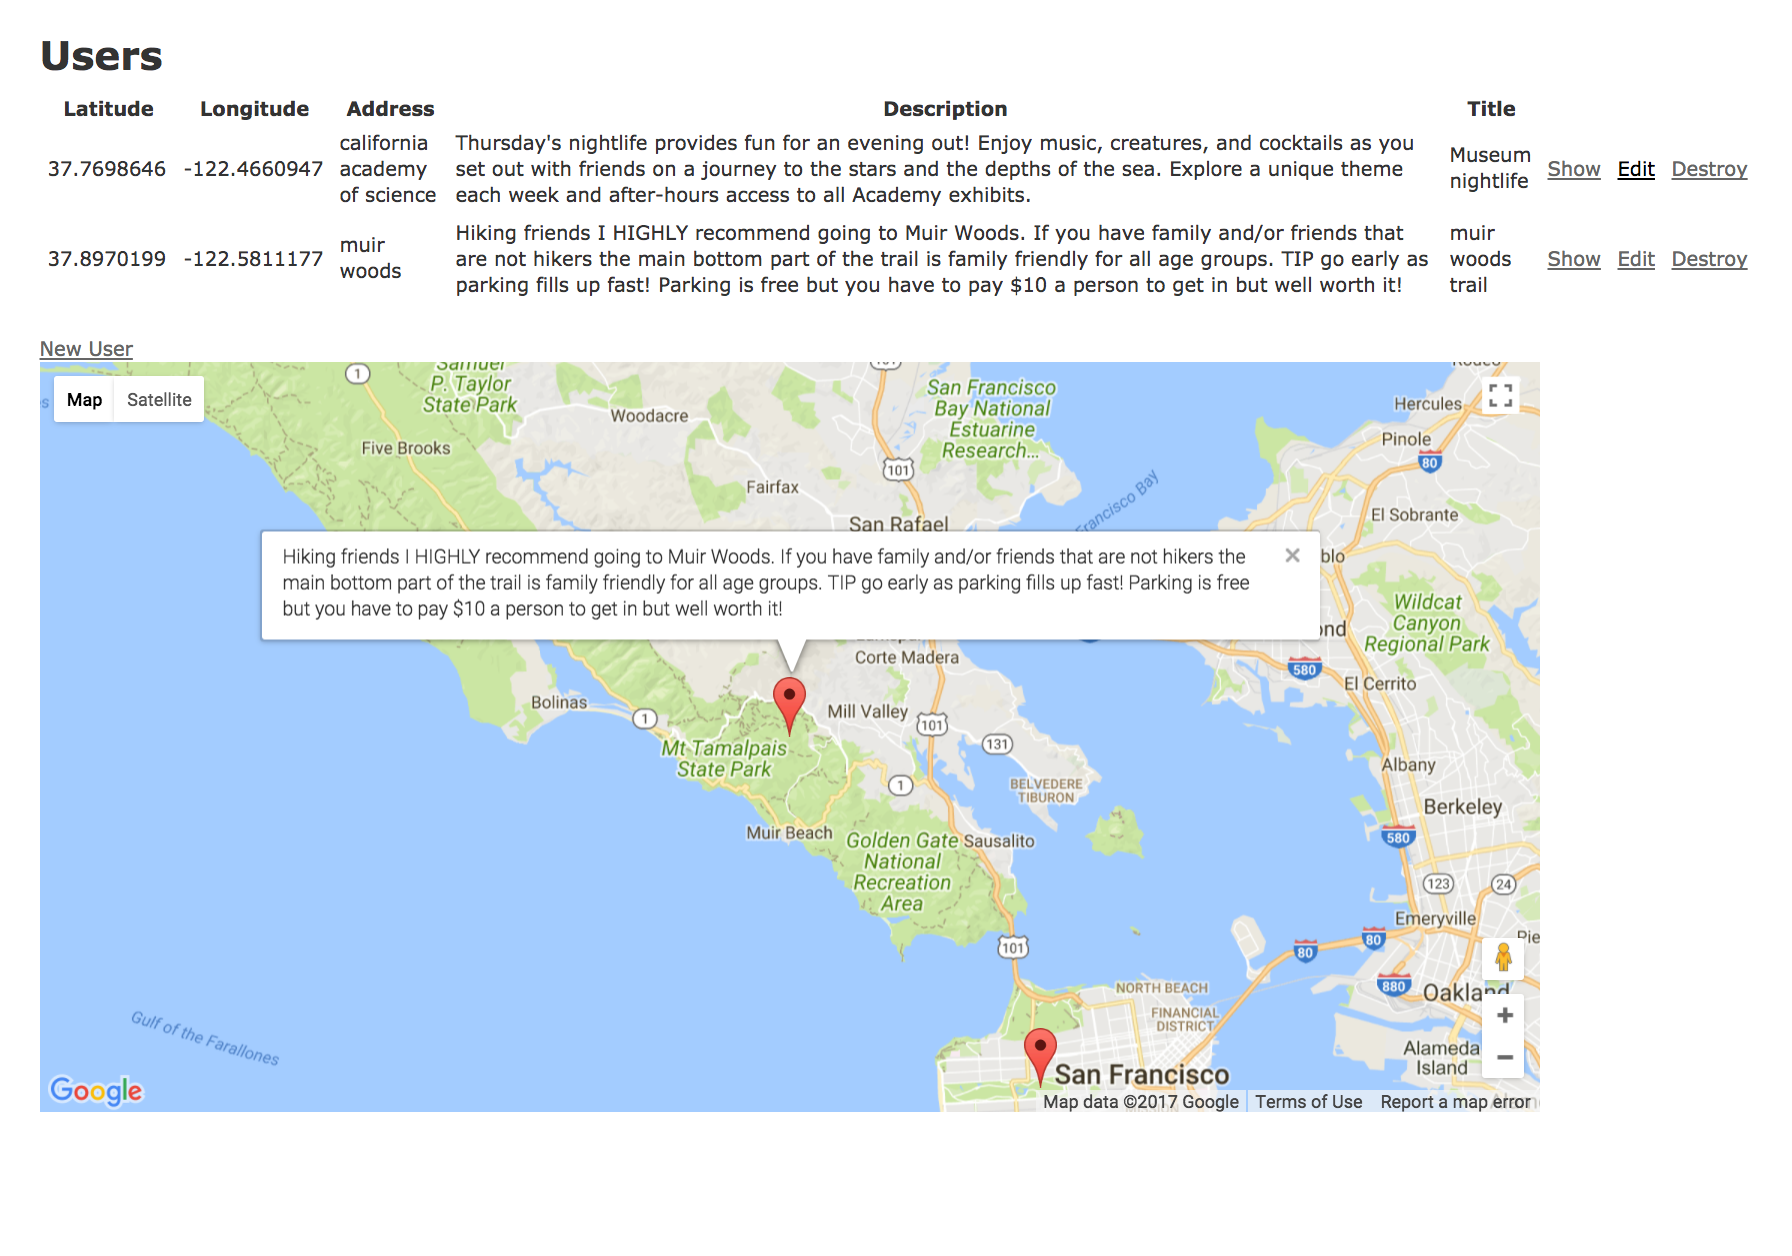 Users
Latitude Longitude Address Description Title
california
academy
of science
37.7698646 -122.4660947
Thursday's nightlife provides fun for an evening out! Enjoy music, creatures, and cocktails as you
set out with friends on a journey to the stars and the depths of the sea. Explore a unique theme
each week and after-hours access to all Academy exhibits.
Museum
nightlife
Show Edit Destroy
37.8970199 -122.5811177
muir
woods
Hiking friends I HIGHLY recommend going to Muir Woods. If you have family and/or friends that
are not hikers the main bottom part of the trail is family friendly for all age groups. TIP go early as
parking fills up fast! Parking is free but you have to pay $10 a person to get in but well worth it!
muir
woods
trail
Show Edit Destroy
New User
Map Satellite
1
Samuel
P. Taylor
State Park
Woodacre
Five Brooks
Fairfax
101
San Rafael
San Francisco
Bay National
Estuarine
Research...
Francisco Bay
Hercules
Pinole
80
El Sobrante
Hiking friends I HIGHLY recommend going to Muir Woods. If you have family and/or friends that are not hikers the
main bottom part of the trail is family friendly for all age groups. TIP go early as parking fills up fast! Parking is free
but you have to pay $10 a person to get in but well worth it!
blo
ond
Wildcat
Canyon
Regional Park
580
El Cerrito
Corte Madera
Bolinas
1
Mill Valley
101
131
Mt Tamalpais
State Park
1
BELVEDERE
TIBURON
Albany
Berkeley
580
Muir Beach
Golden Gate
National
Recreation
Area
Sausalito
123
24
Emeryville
Pie
101
80
80
880
Oakland
NORTH BEACH
FINANCIAL
DISTRICT
Alameda
Island
San Francisco
Gulf of the Farallones
Google
Map data ©2017 Google Terms of Use Report a map error